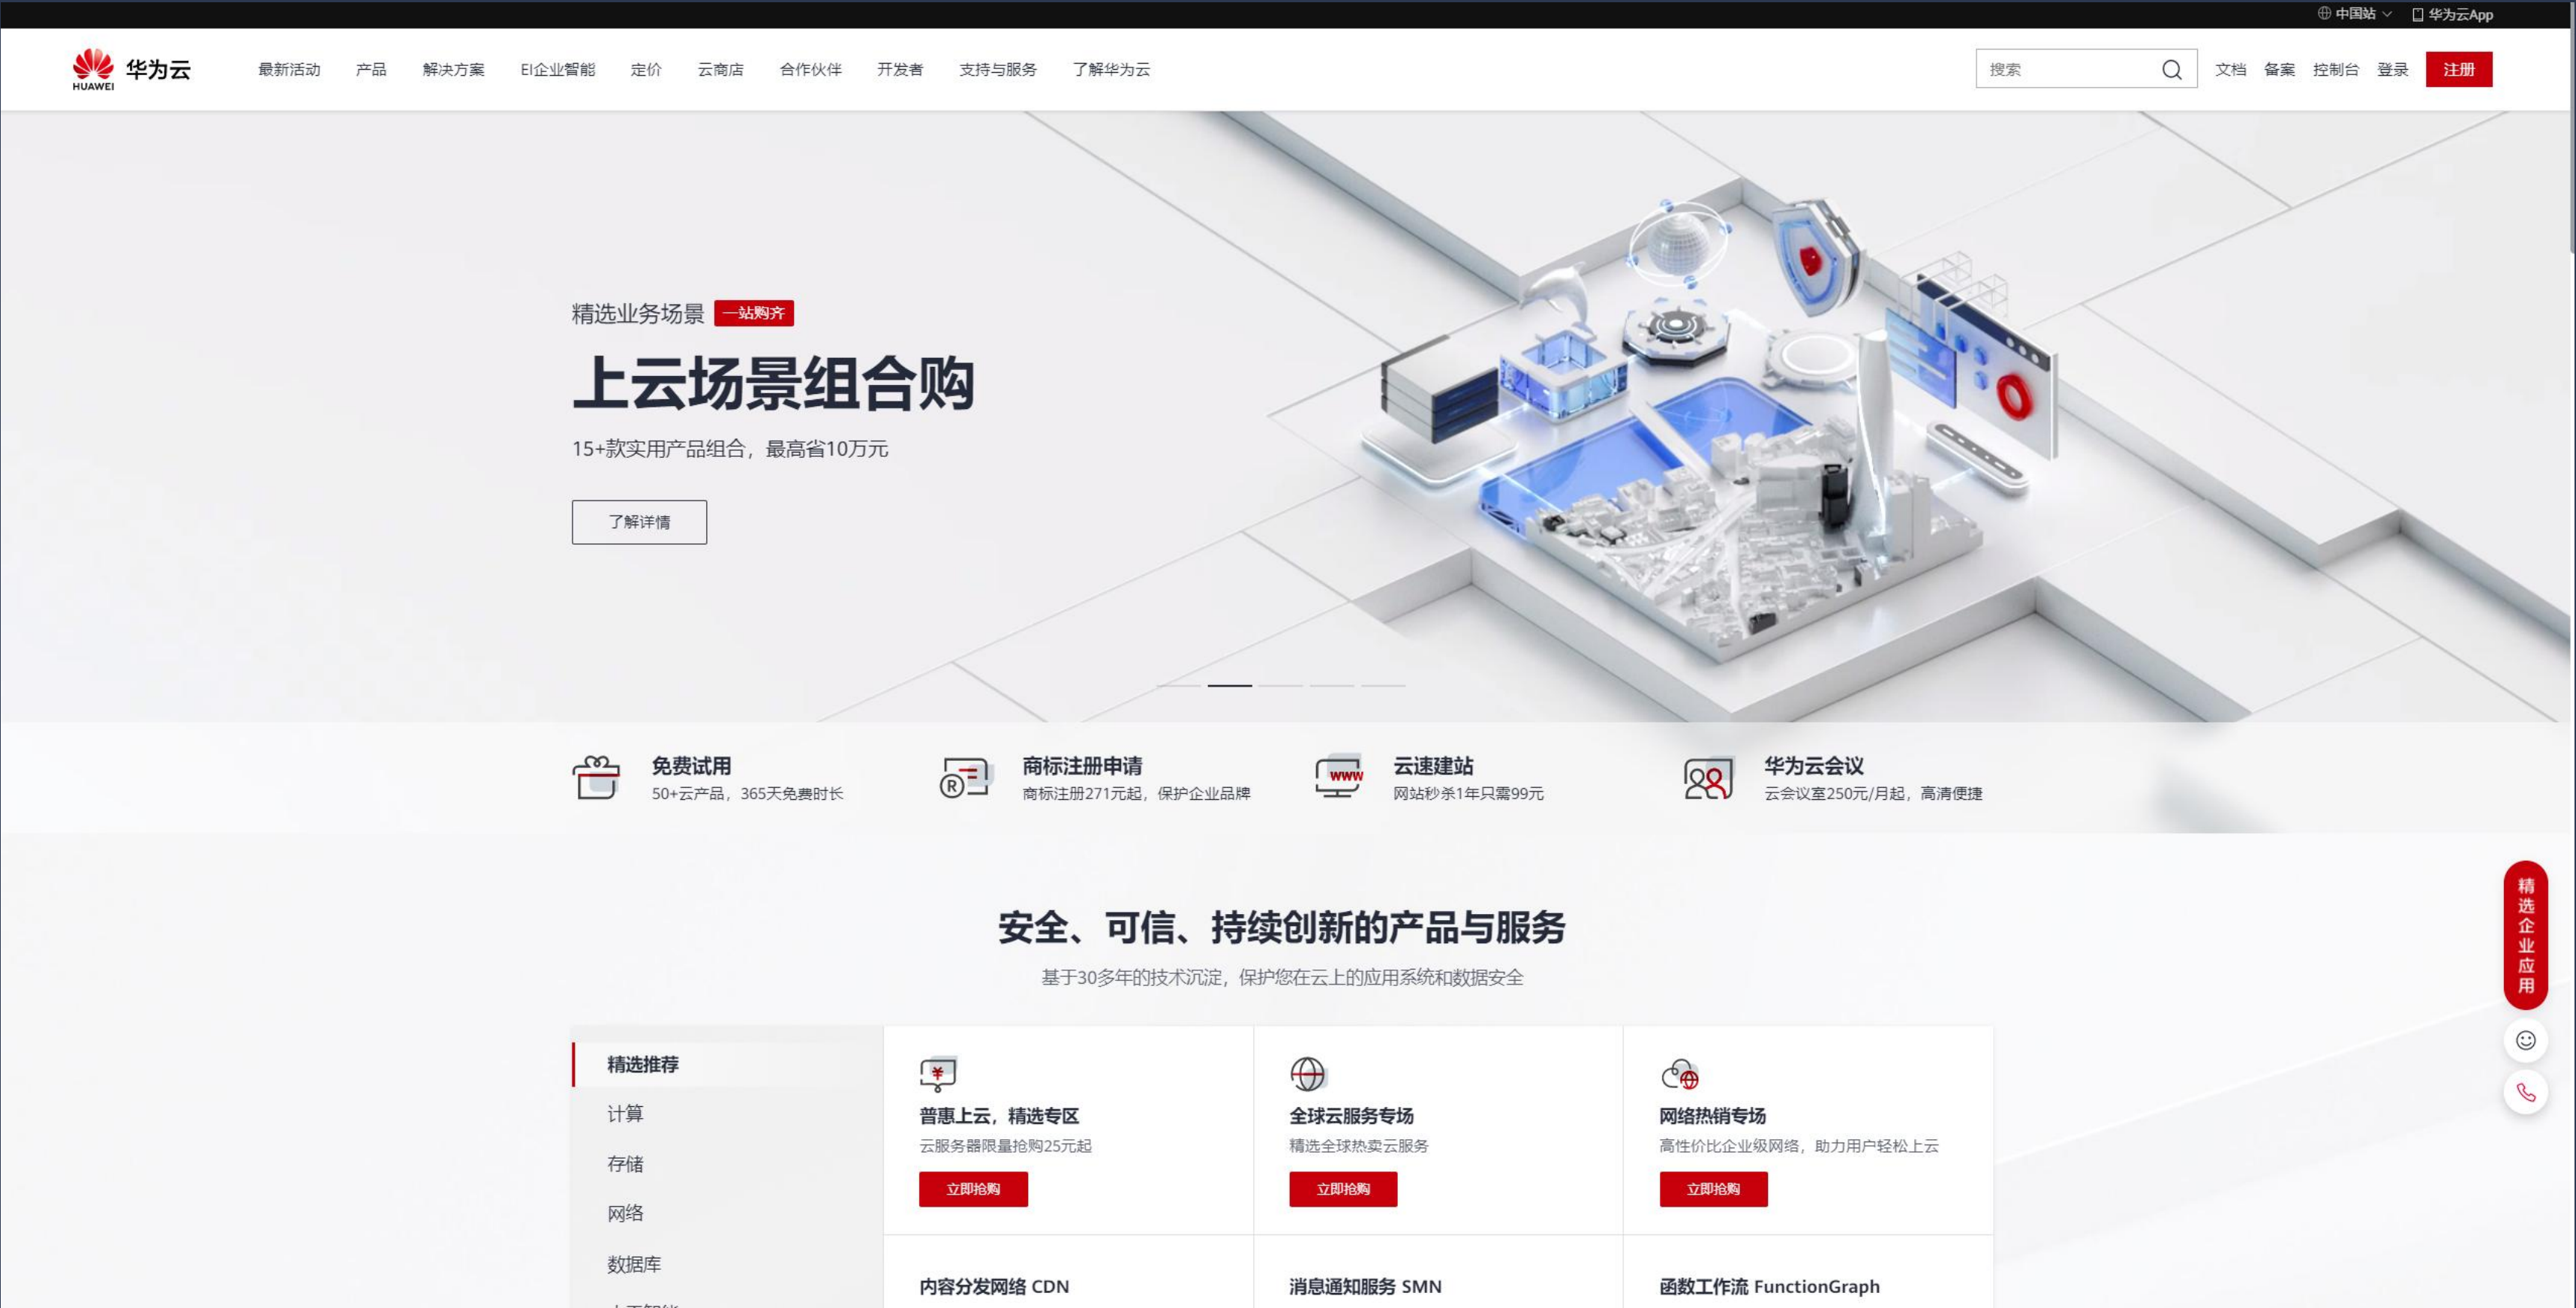 中国站 华为云App
HUAWEI 华为云 最新活动 产品 解决方案 EI企业智能 定价 云商店 合作伙伴 开发者 支持与服务 了解华为云 搜索 文档 备案 控制台 登录 注册
精选业务场景 一站购齐
上云场景组合购
15+款实用产品组合，最高省10万元
了解详情
免费试用
50+云产品，365天免费时长
商标注册申请
商标注册271元起，保护企业品牌
www
云速建站
网站秒杀1年只需99元
华为云会议
云会议室250元/月起，高清便捷
安全、可信、持续创新的产品与服务
基于30多年的技术沉淀，保护您在云上的应用系统和数据安全
精选推荐
计算
存储
网络
数据库
普惠上云，精选专区
云服务器限量抢购25元起
立即抢购
全球云服务专场
精选全球热卖云服务
立即抢购
网络热销专场
高性价比企业级网络，助力用户轻松上云
立即抢购
内容分发网络 CDN
消息通知服务 SMN
函数工作流 FunctionGraph
精选企业应用